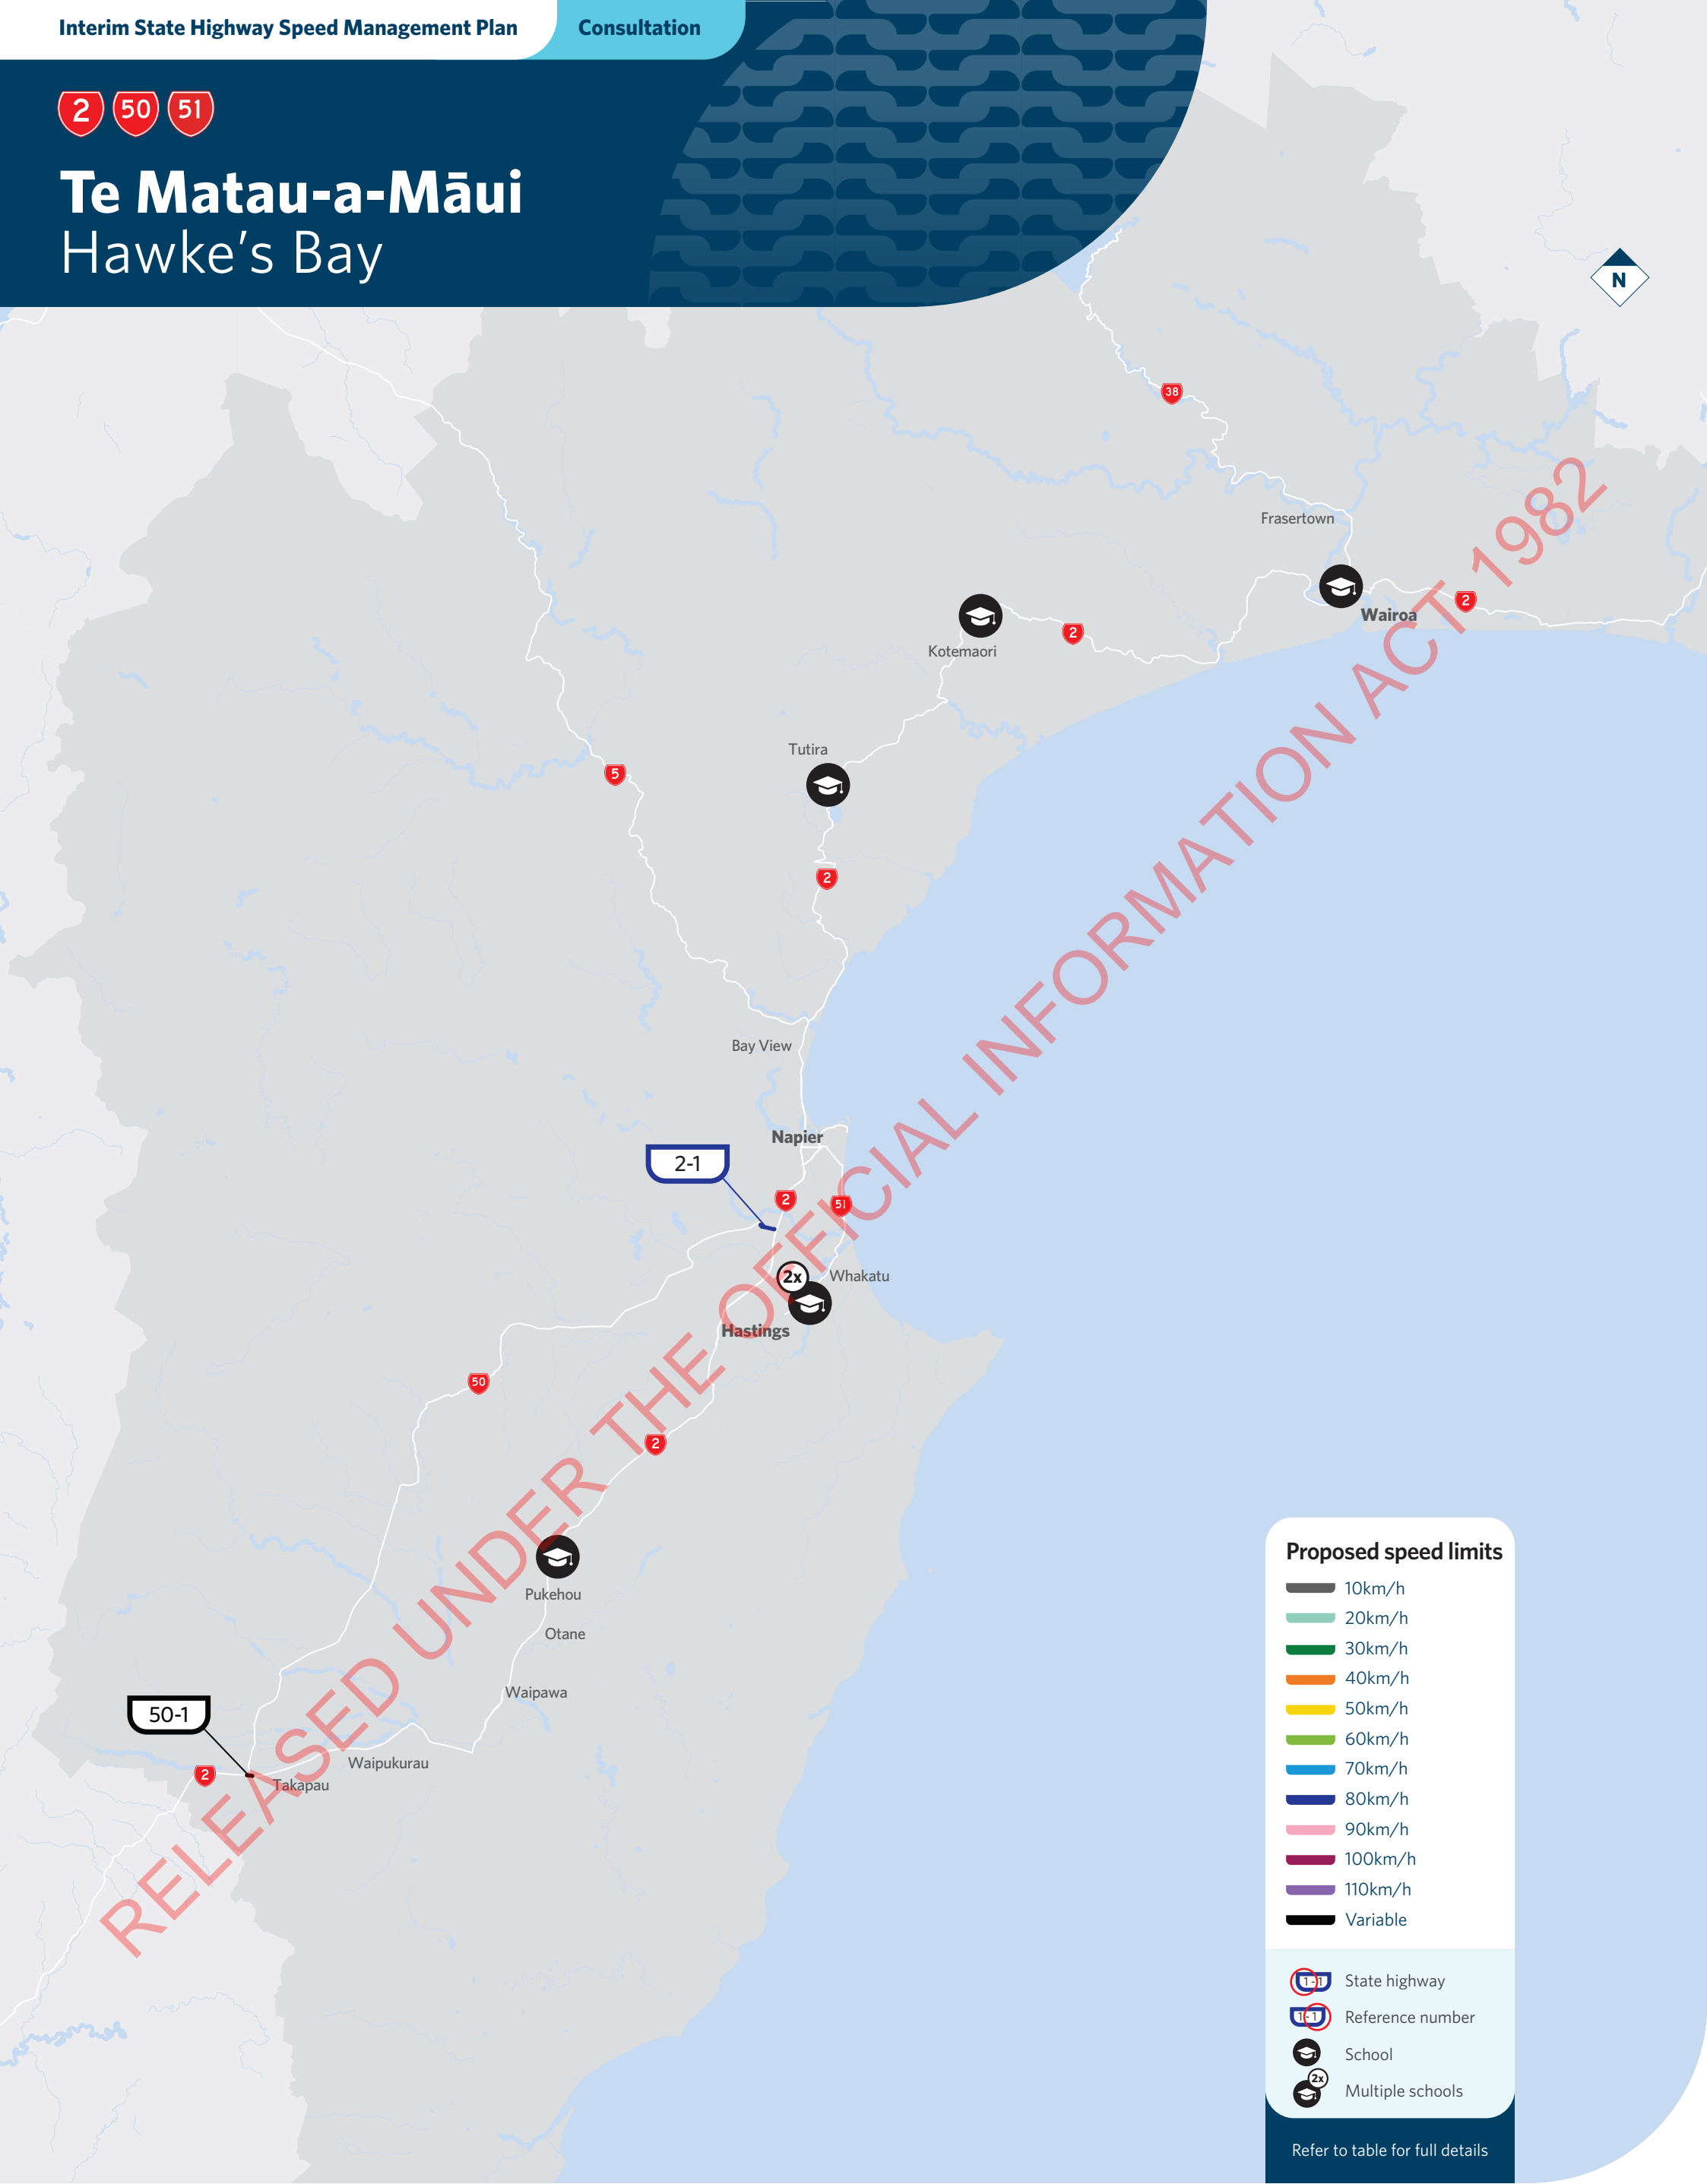 Interim State Highway Speed Management Plan
Consultation
2 50 51
Te Matau-a-Māui
Hawke's Bay
N
38
Frasertown
Wairoa
2
2
Kotemaori
Tutira
5
2
Bay View
Napier
2-1
2
51
2x
Whakatu
Hastings
50
2
Pukehou
Otane
Waipawa
50-1
Waipukurau
2
Takapau
RELEASED UNDER THE OFFICIAL INFORMATION ACT 1982
Proposed speed limits
10km/h
20km/h
30km/h
40km/h
50km/h
60km/h
70km/h
80km/h
90km/h
100km/h
110km/h
Variable
1-1 State highway
1-1 Reference number
School
2x
Multiple schools
Refer to table for full details